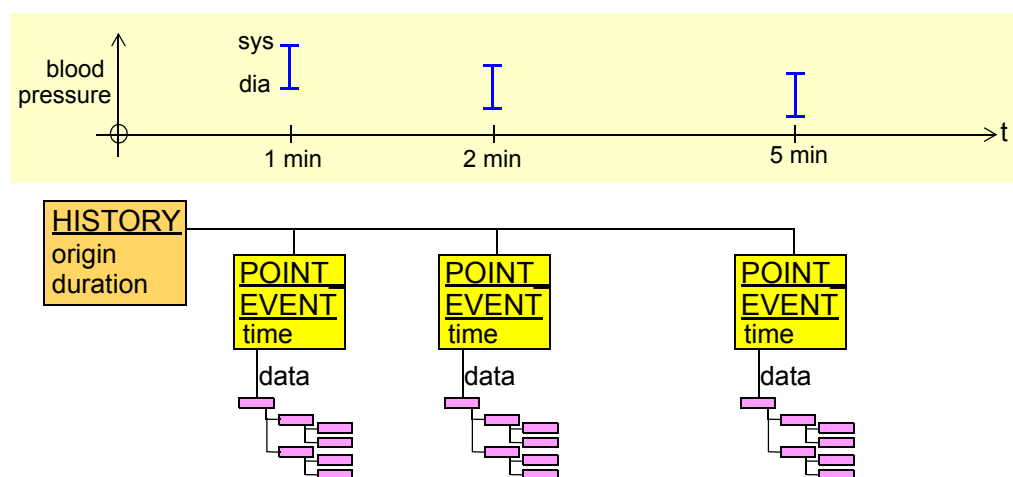 sys
blood
pressure
dia
t
1 min
2 min
5 min
HISTORY
origin
duration
POINT_
EVENT
time
data
POINT_
EVENT
time
data
POINT_
EVENT
time
data